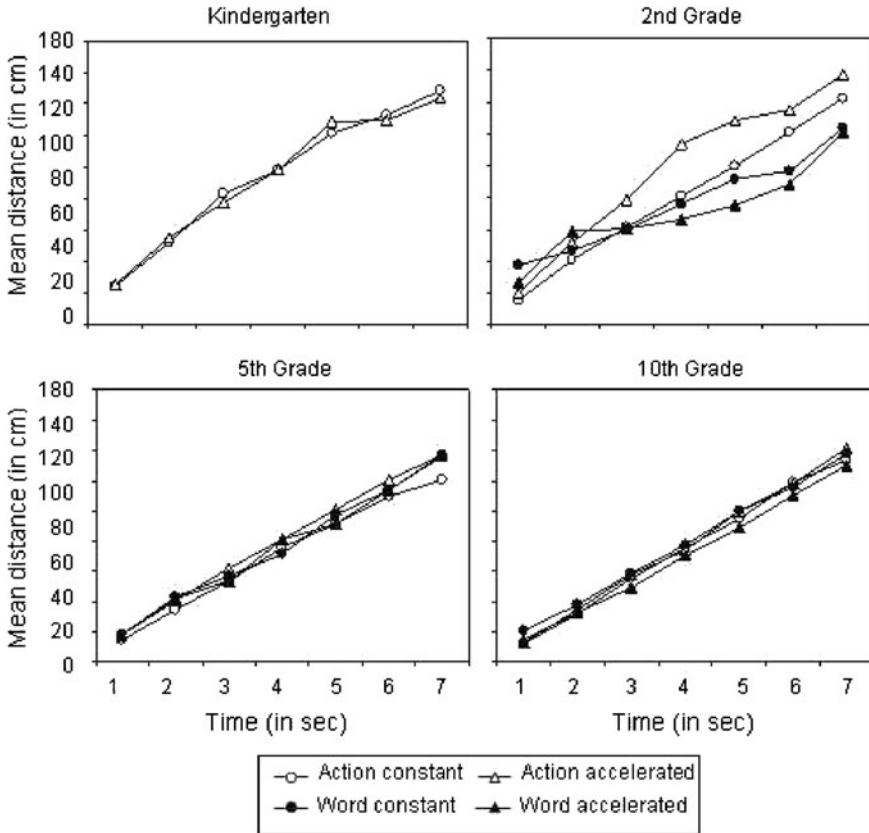 Kindergarten
2nd Grade
Mean distance (in cm)
180
140
120
100
80
60
40
20
0
5th Grade
10th Grade
Mean distance (in cm)
180
140
120
100
80
60
40
20
0
1 2 3 4 5 6 7
1 2 3 4 5 6 7
Time (in sec)
Time (in sec)
Action constant
Action accelerated
Word constant
Word accelerated